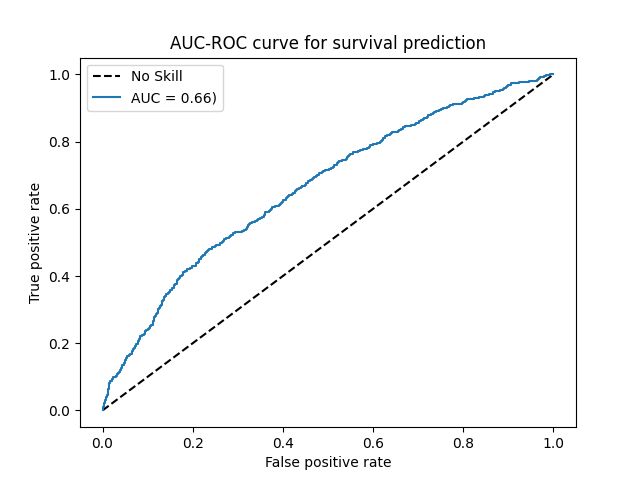 AUC-ROC curve for survival prediction
No Skill
AUC = 0.66)
True positive rate
1.0
0.8
0.6
0.4
0.2
0.0
0.0 0.2 0.4 0.6 0.8 1.0
False positive rate